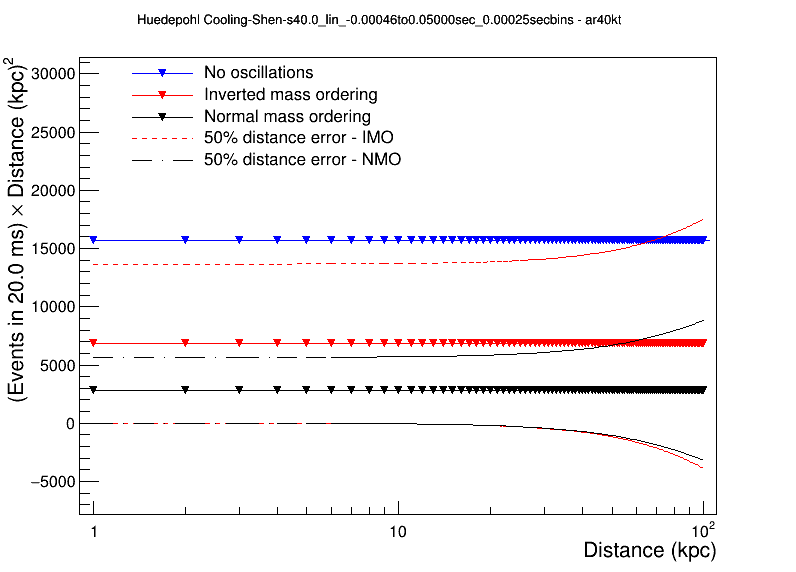 Huedepohl Cooling-Shen-s40.0_lin_-0.00046to0.05000sec_0.00025secbins - ar40kt
(Events in 20.0 ms) × Distance (kpc)²
30000
25000
20000
15000
10000
5000
0
−5000
No oscillations
Inverted mass ordering
Normal mass ordering
50% distance error - IMO
50% distance error - NMO
1
10
10²
Distance (kpc)